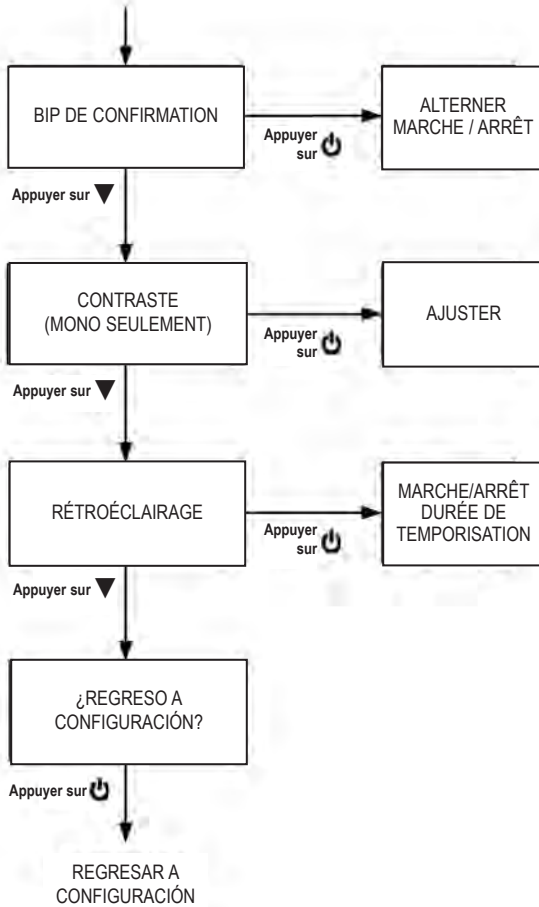 BIP DE CONFIRMATION
Appuyer
sur
ALTERNER
MARCHE / ARRÊT
Appuyer sur ▼
CONTRASTE
(MONO SEULEMENT)
Appuyer
sur
AJUSTER
Appuyer sur ▼
RÉTROÉCLAIRAGE
Appuyer
sur
MARCHE/ARRÊT
DURÉE DE
TEMPORISATION
Appuyer sur ▼
¿REGRESO A
CONFIGURACIÓN?
Appuyer sur
REGRESAR A
CONFIGURACIÓN